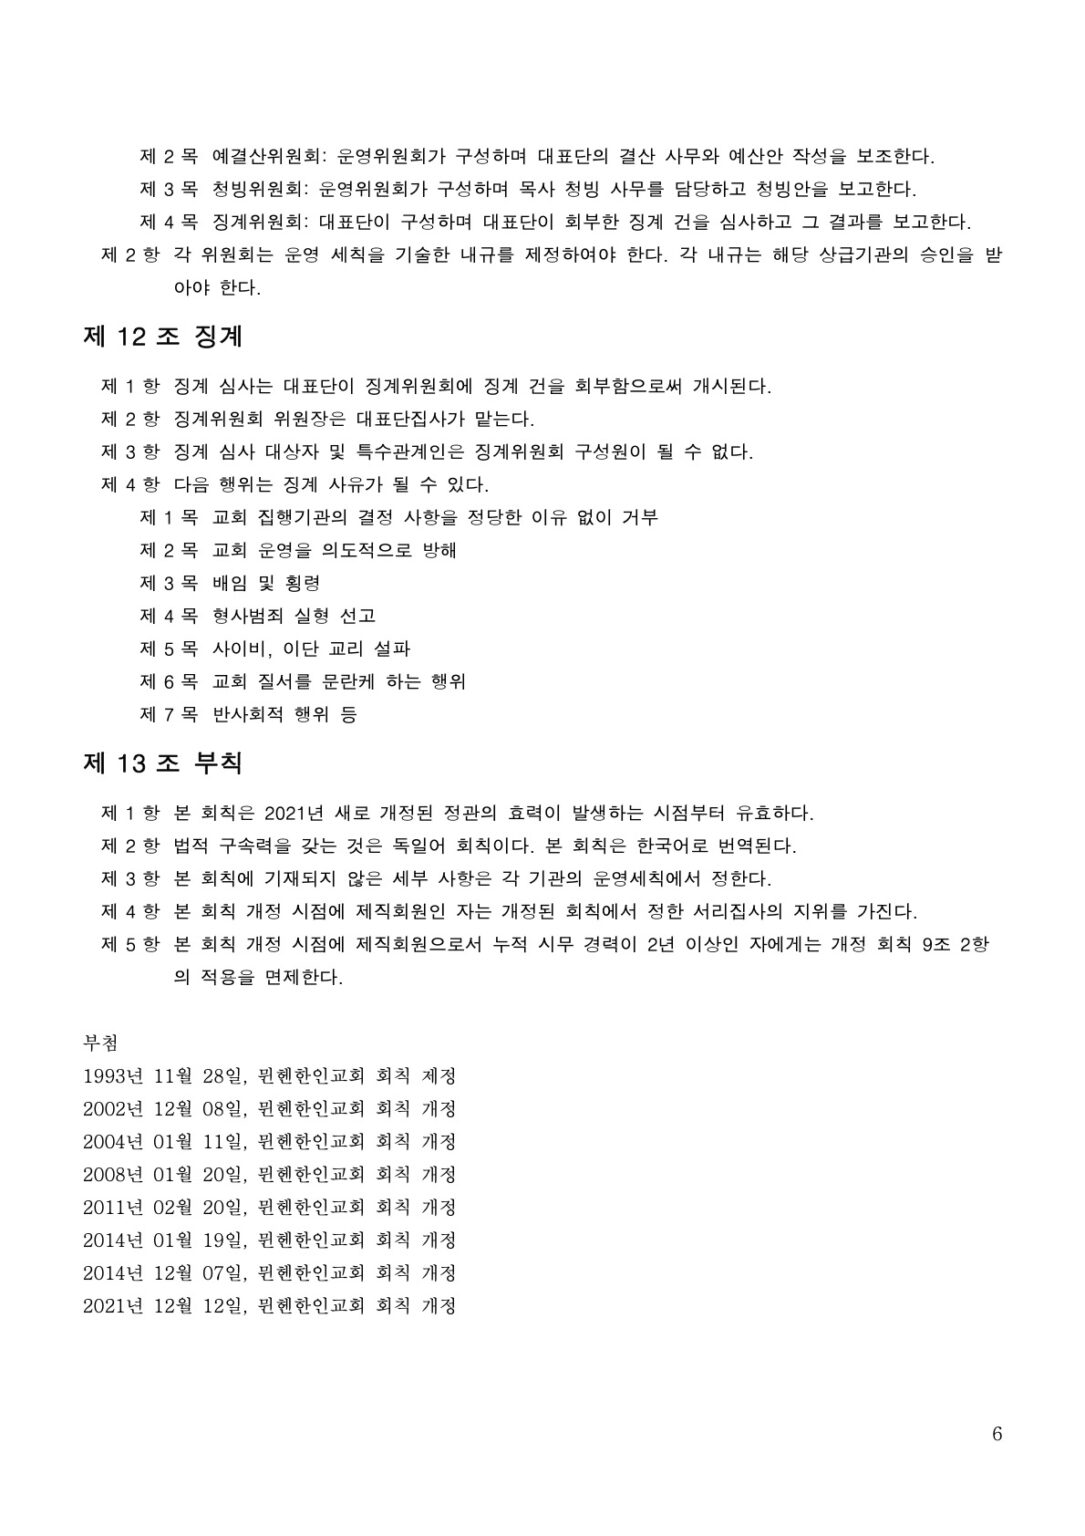 제 2 목 예결산위원회: 운영위원회가 구성하며 대표단의 결산 사무와 예산안 작성을 보조한다.
제 3 목 청빙위원회: 운영위원회가 구성하며 목사 청빙 사무를 담당하고 청빙안을 보고한다.
제 4 목 징계위원회: 대표단이 구성하며 대표단이 회부한 징계 건을 심사하고 그 결과를 보고한다.
제 2 항 각 위원회는 운영 세칙을 기술한 내규를 제정하여야 한다. 각 내규는 해당 상급기관의 승인을 받
아야 한다.
제 12 조 징계
제 1 항 징계 심사는 대표단이 징계위원회에 징계 건을 회부함으로써 개시된다.
제 2 항 징계위원회 위원장은 대표단집사가 맡는다.
제 3 항 징계 심사 대상자 및 특수관계인은 징계위원회 구성원이 될 수 없다.
제 4 항 다음 행위는 징계 사유가 될 수 있다.
제 1 목 교회 집행기관의 결정 사항을 정당한 이유 없이 거부
제 2 목 교회 운영을 의도적으로 방해
제 3 목 배임 및 횡령
제 4 목 형사범죄 실형 선고
제 5 목 사이비, 이단 교리 설파
제 6 목 교회 질서를 문란케 하는 행위
제 7 목 반사회적 행위 등
제 13 조 부칙
제 1 항 본 회칙은 2021년 새로 개정된 정관의 효력이 발생하는 시점부터 유효하다.
제 2 항 법적 구속력을 갖는 것은 독일어 회칙이다. 본 회칙은 한국어로 번역된다.
제 3 항 본 회칙에 기재되지 않은 세부 사항은 각 기관의 운영세칙에서 정한다.
제 4 항 본 회칙 개정 시점에 제직회원인 자는 개정된 회칙에서 정한 서리집사의 지위를 가진다.
제 5 항 본 회칙 개정 시점에 제직회원으로서 누적 시무 경력이 2년 이상인 자에게는 개정 회칙 9조 2항
의 적용을 면제한다.
부첨
1993년 11월 28일, 뮌헨한인교회 회칙 제정
2002년 12월 08일, 뮌헨한인교회 회칙 개정
2004년 01월 11일, 뮌헨한인교회 회칙 개정
2008년 01월 20일, 뮌헨한인교회 회칙 개정
2011년 02월 20일, 뮌헨한인교회 회칙 개정
2014년 01월 19일, 뮌헨한인교회 회칙 개정
2014년 12월 07일, 뮌헨한인교회 회칙 개정
2021년 12월 12일, 뮌헨한인교회 회칙 개정
6